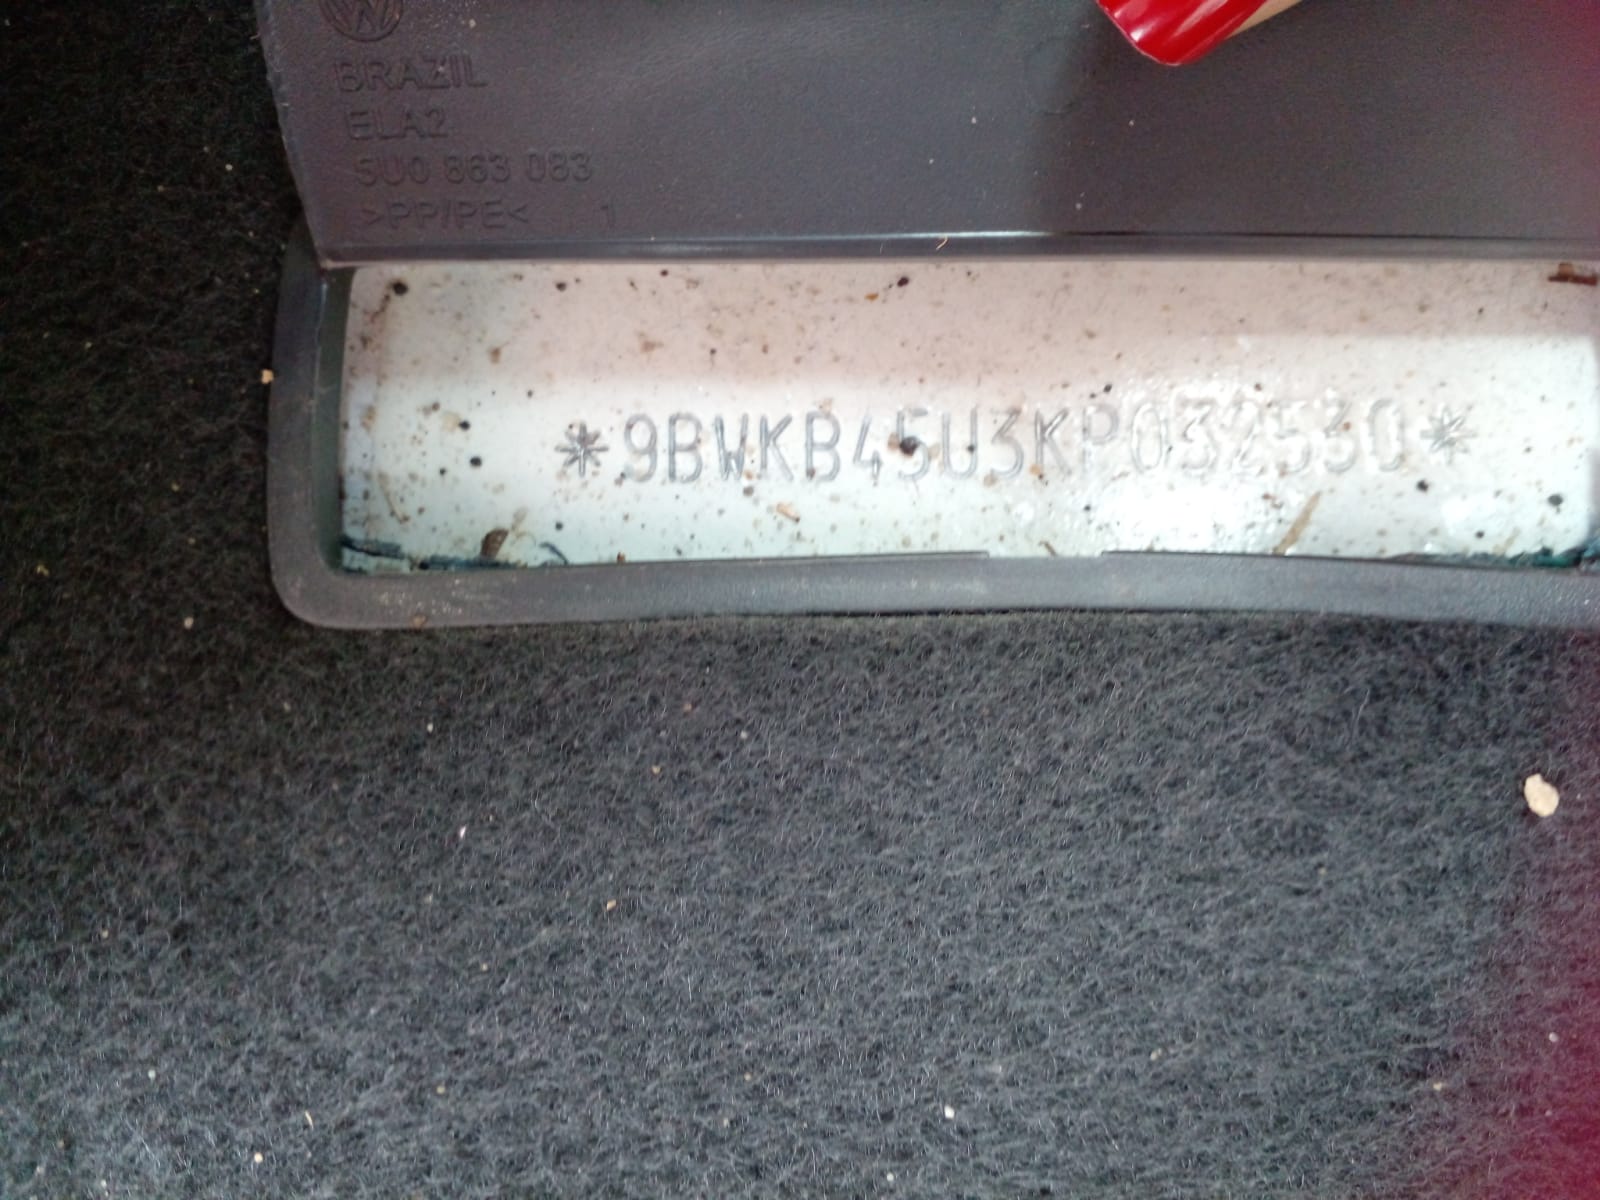 BRAZIL
ELA2
5U0 863 083
>PP/PE< 1
*9BWKB45U3KP032530*